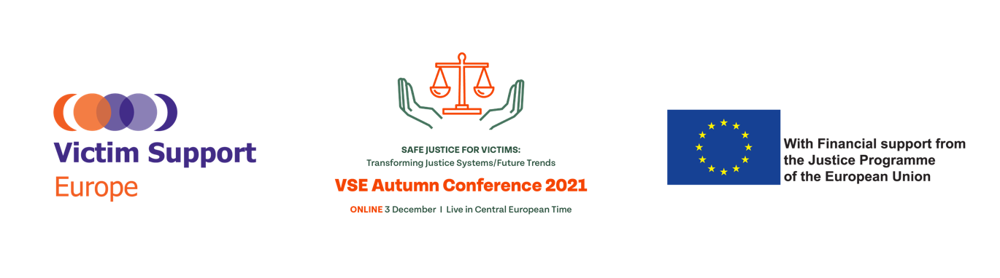 Victim Support
Europe
SAFE JUSTICE FOR VICTIMS:
Transforming Justice Systems/Future Trends
VSE Autumn Conference 2021
ONLINE 3 December I Live in Central European Time
With Financial support from
the Justice Programme
of the European Union